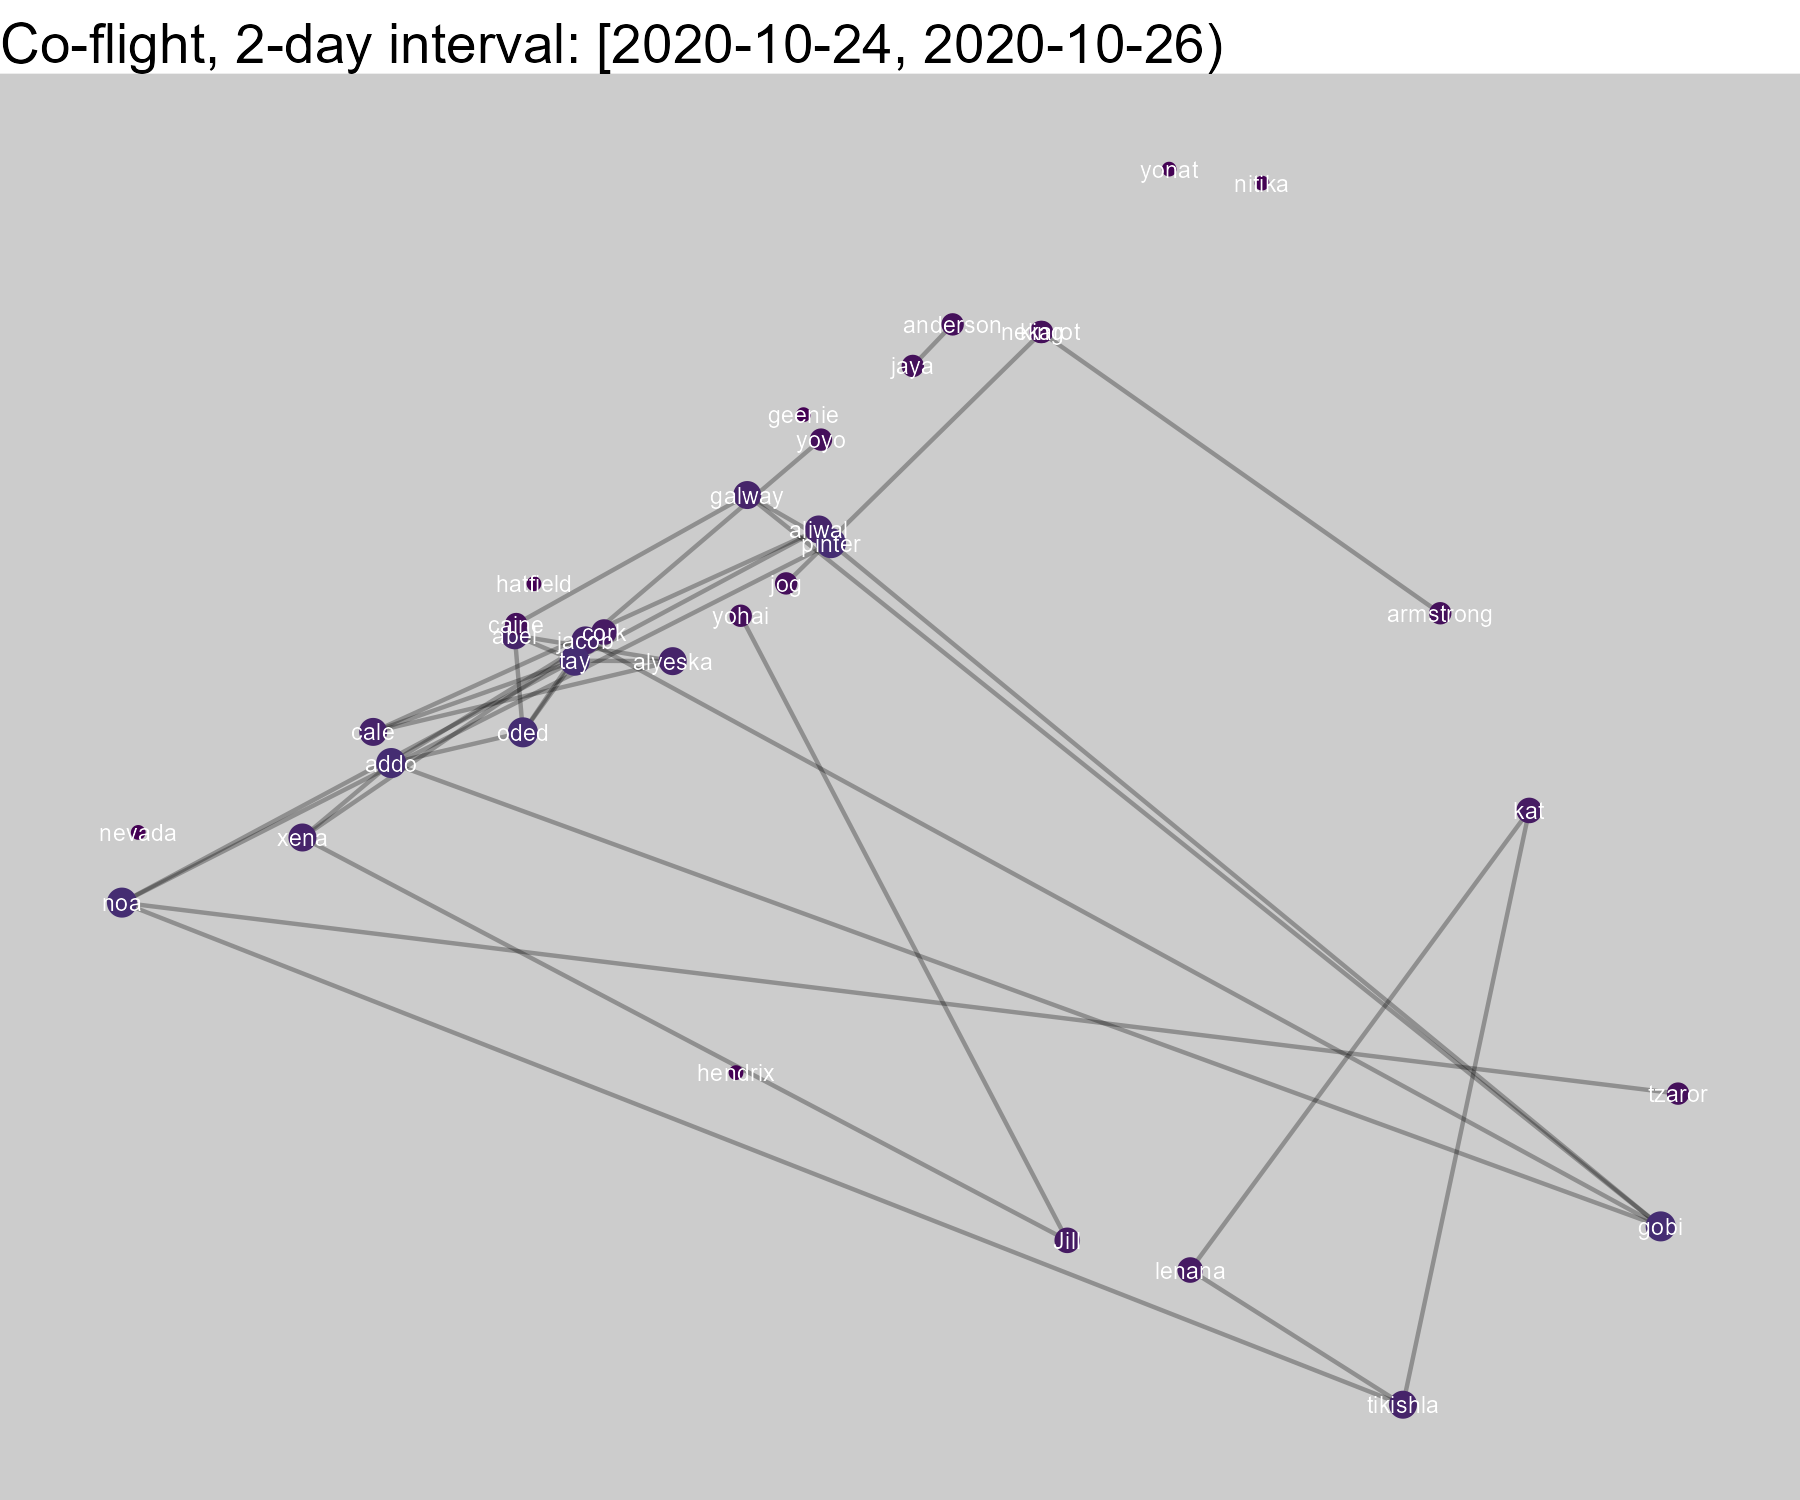 Co-flight, 2-day interval: [2020-10-24, 2020-10-26)
yonat
nitika
anderson
jaya
geenie
yoyo
galway
aliwal
pinter
jog
hatfield
armstrong
yohai
caine
abel
jacob
cork
tay
alyeska
cale
oded
addo
kat
nevada
xena
noa
hendrix
tzaror
gobi
Jill
lenana
tikishla